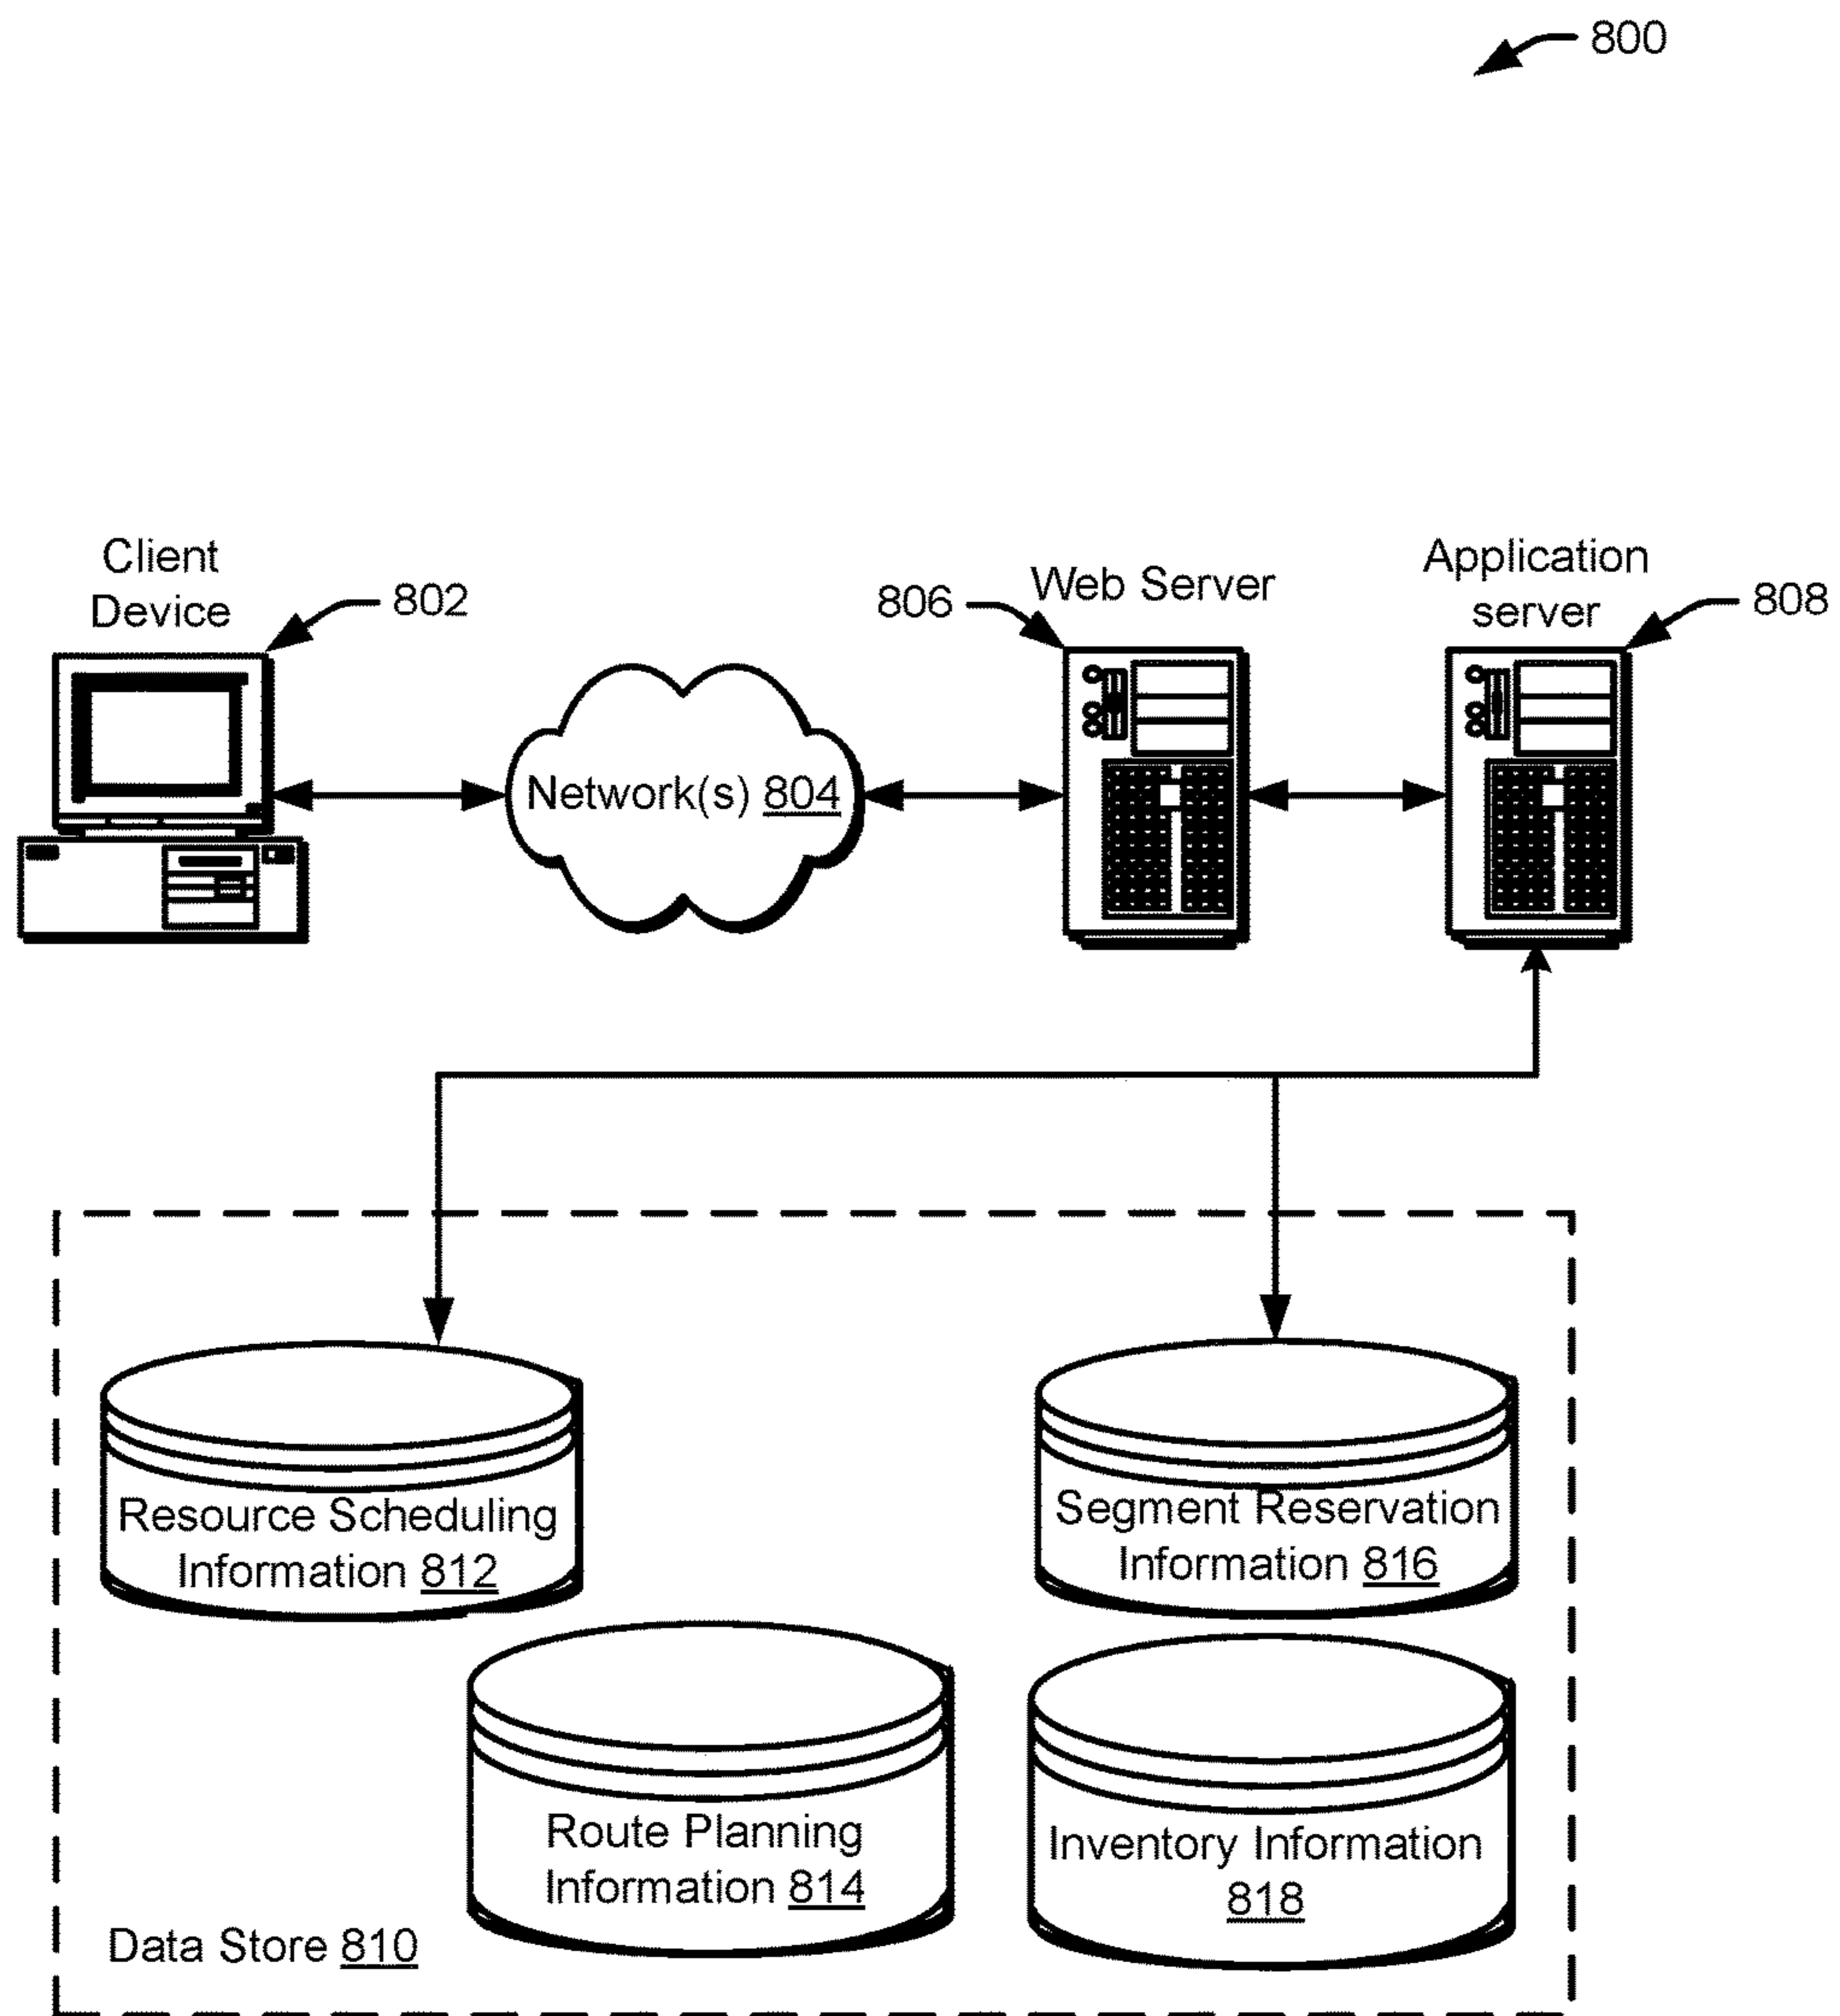 800
Client
Device
802
806
Web Server
Application
server
808
Network(s) 804
Resource Scheduling
Information 812
Segment Reservation
Information 816
Route Planning
Information 814
Inventory Information
818
Data Store 810